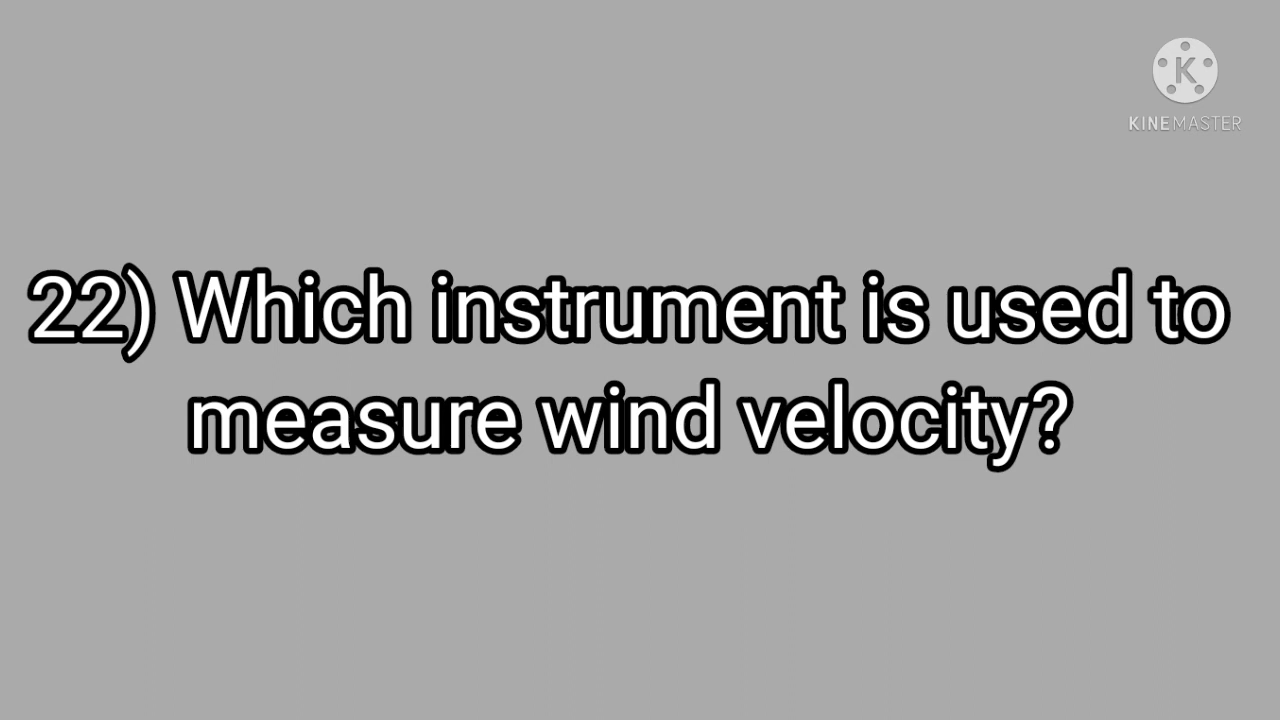 K
KINEMASTER
22) Which instrument is used to
measure wind velocity?